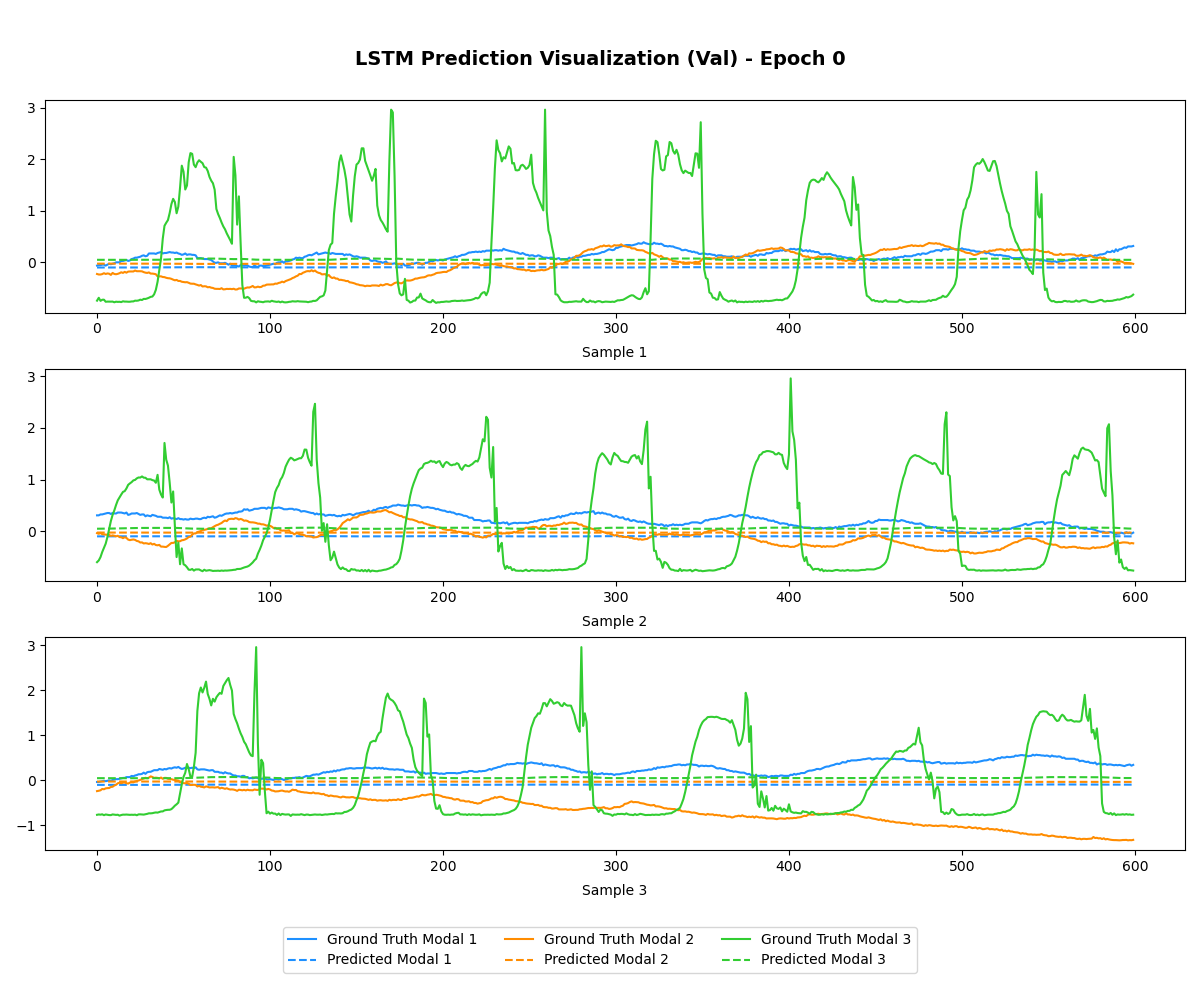 LSTM Prediction Visualization (Val) - Epoch 0
3
2
1
0
0 100 200 300 400 500 600
Sample 1
3
2
1
0
0 100 200 300 400 500 600
Sample 2
3
2
1
0
−1
0 100 200 300 400 500 600
Sample 3
Ground Truth Modal 1 Ground Truth Modal 2 Ground Truth Modal 3
Predicted Modal 1 Predicted Modal 2 Predicted Modal 3